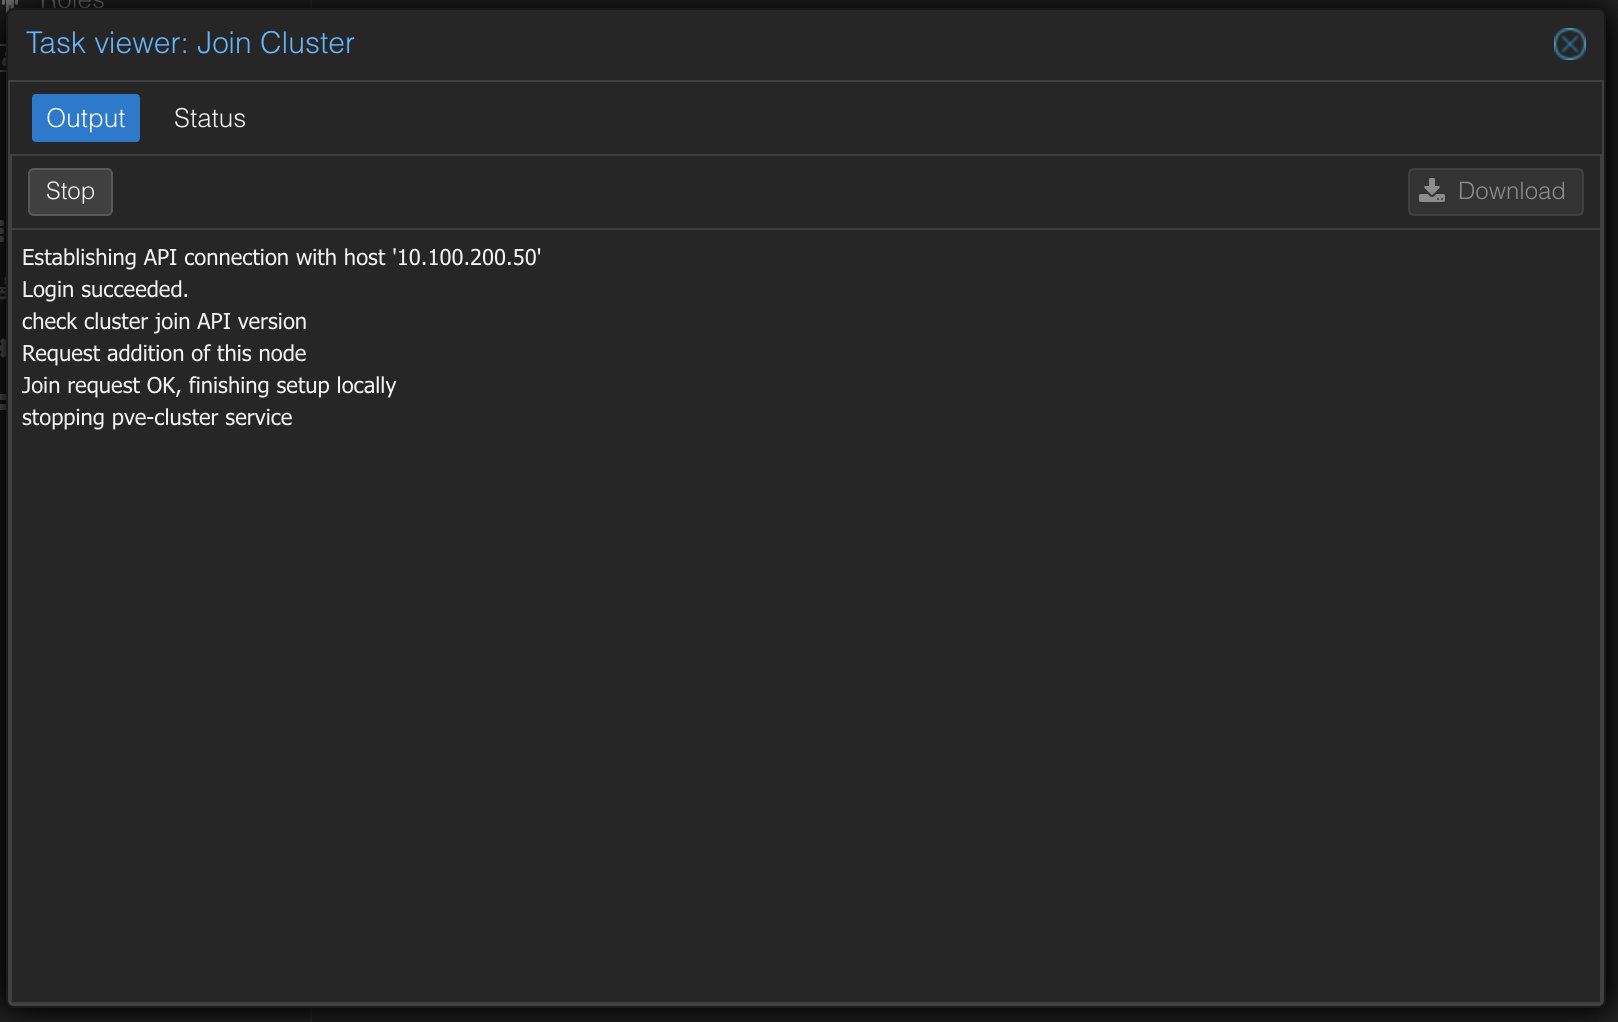 Roles
Task viewer: Join Cluster
Output Status
Stop Download
Establishing API connection with host '10.100.200.50'
Login succeeded.
check cluster join API version
Request addition of this node
Join request OK, finishing setup locally
stopping pve-cluster service